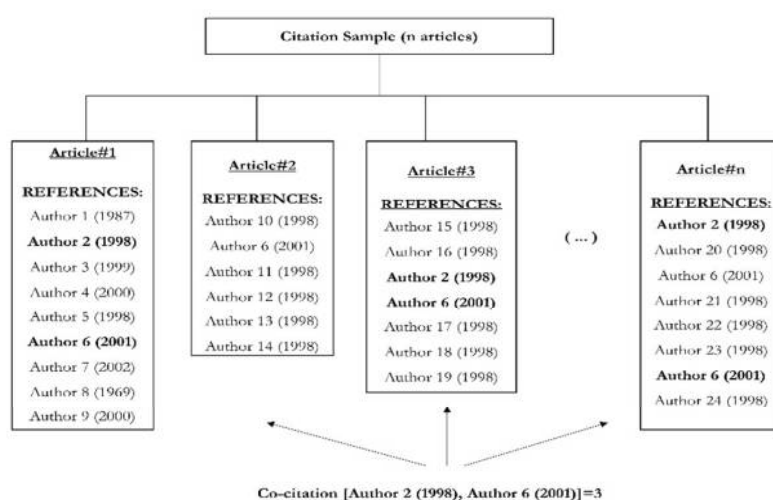 Citation Sample (n articles)
Article#1
REFERENCES:
Author 1 (1987)
Author 2 (1998)
Author 3 (1999)
Author 4 (2000)
Author 5 (1998)
Author 6 (2001)
Author 7 (2002)
Author 8 (1969)
Author 9 (2000)
Article#2
REFERENCES:
Author 10 (1998)
Author 6 (2001)
Author 11 (1998)
Author 12 (1998)
Author 13 (1998)
Author 14 (1998)
Article#3
REFERENCES:
Author 15 (1998)
Author 16 (1998)
Author 2 (1998)
Author 6 (2001)
Author 17 (1998)
Author 18 (1998)
Author 19 (1998)
( ... )
Article#n
REFERENCES:
Author 2 (1998)
Author 20 (1998)
Author 6 (2001)
Author 21 (1998)
Author 22 (1998)
Author 23 (1998)
Author 6 (2001)
Author 24 (1998)
Co-citation [Author 2 (1998), Author 6 (2001)]=3